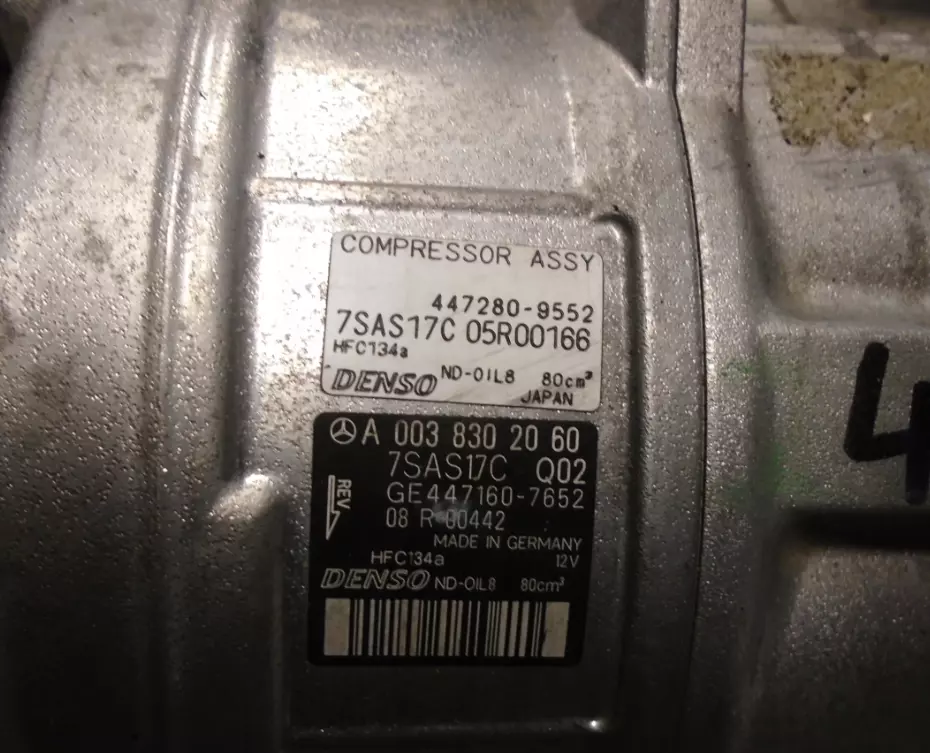 COMPRESSOR ASSY
447280-9552
7SAS17C 05R00166
HFC134a
DENSO ND-OIL8 80cm³
JAPAN
A 003 830 20 60
7SAS17C Q02
REV
GE447160-7652
08 R 00442
MADE IN GERMANY
HFC134a 12V
DENSO ND-OIL8 80cm³
4